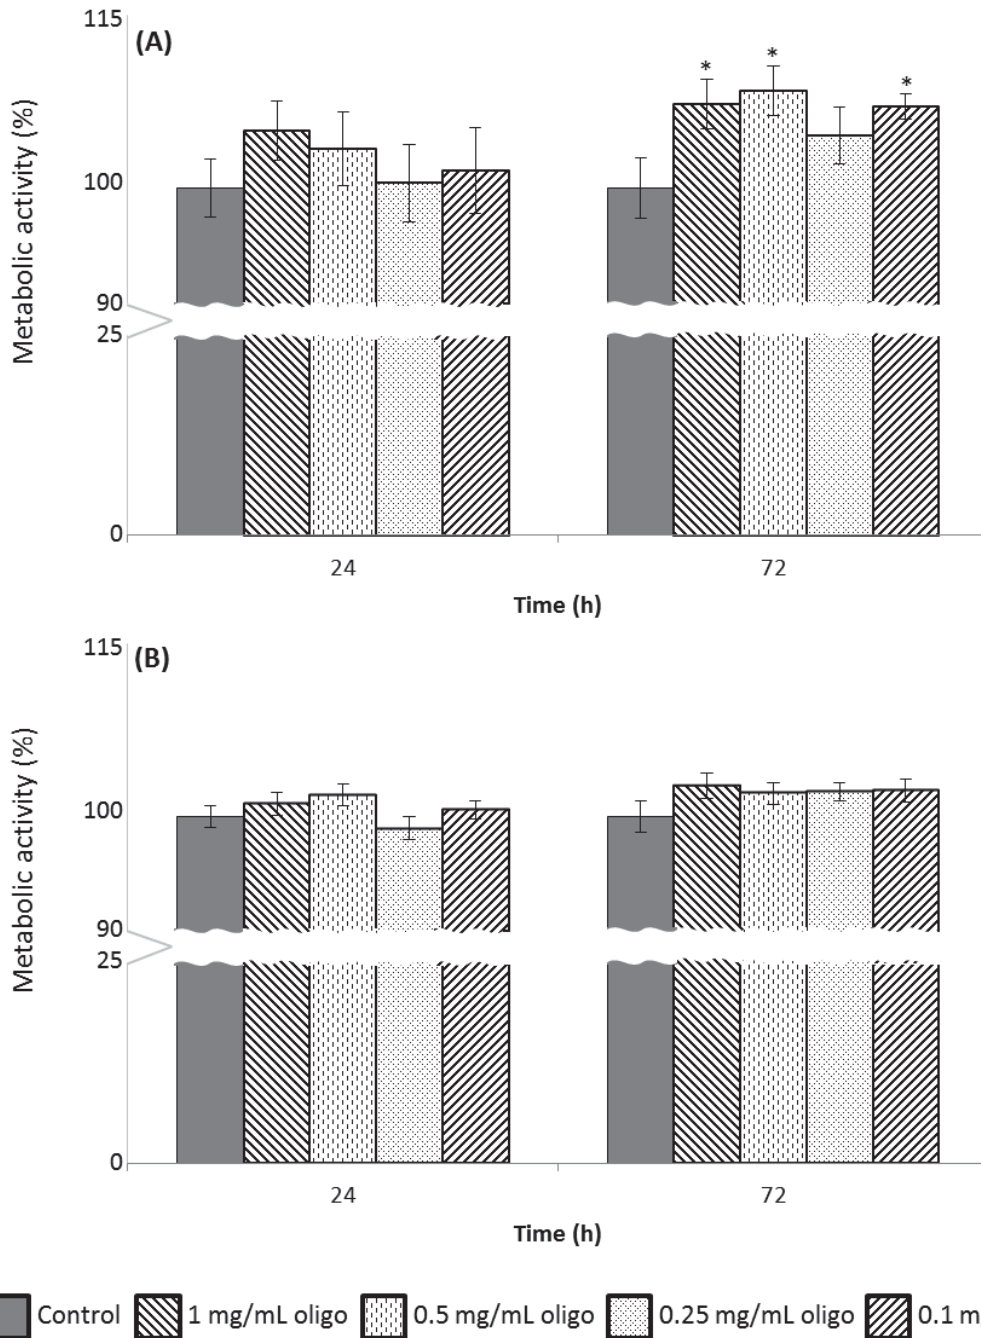 115
(A)
* * *
Metabolic activity (%)
100
90
25
0
24 72
Time (h)
115
(B)
Metabolic activity (%)
100
90
25
0
24 72
Time (h)
Control 1 mg/mL oligo 0.5 mg/mL oligo 0.25 mg/mL oligo 0.1 m